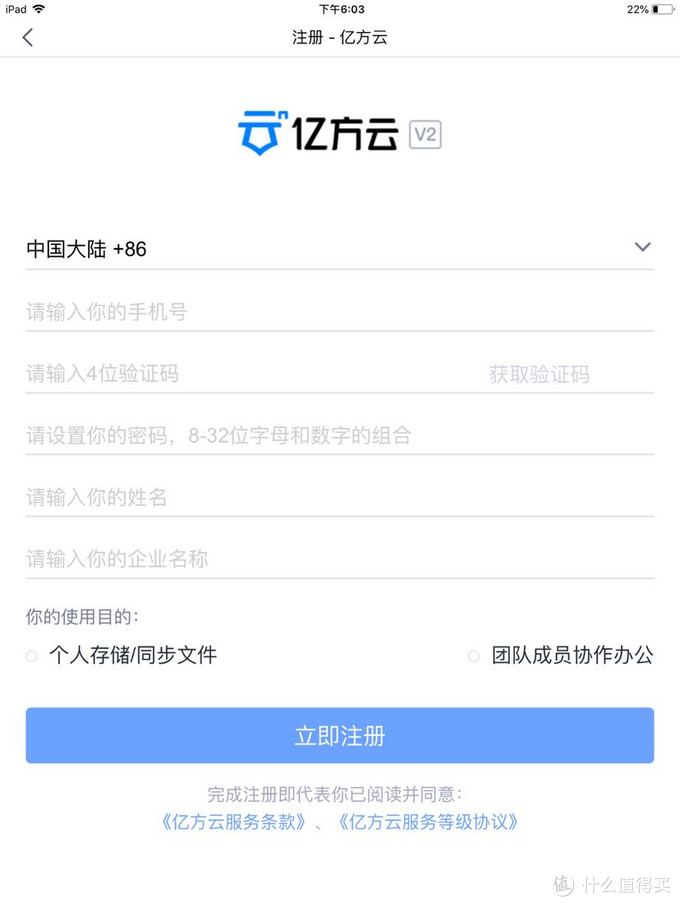 iPad 下午6:03 22%
注册 - 亿方云
亿方云 V2
中国大陆 +86
请输入你的手机号
请输入4位验证码 获取验证码
请设置你的密码，8-32位字母和数字的组合
请输入你的姓名
请输入你的企业名称
你的使用目的：
个人存储/同步文件 团队成员协作办公
立即注册
完成注册即代表你已阅读并同意：
《亿方云服务条款》、《亿方云服务等级协议》
值 什么值得买